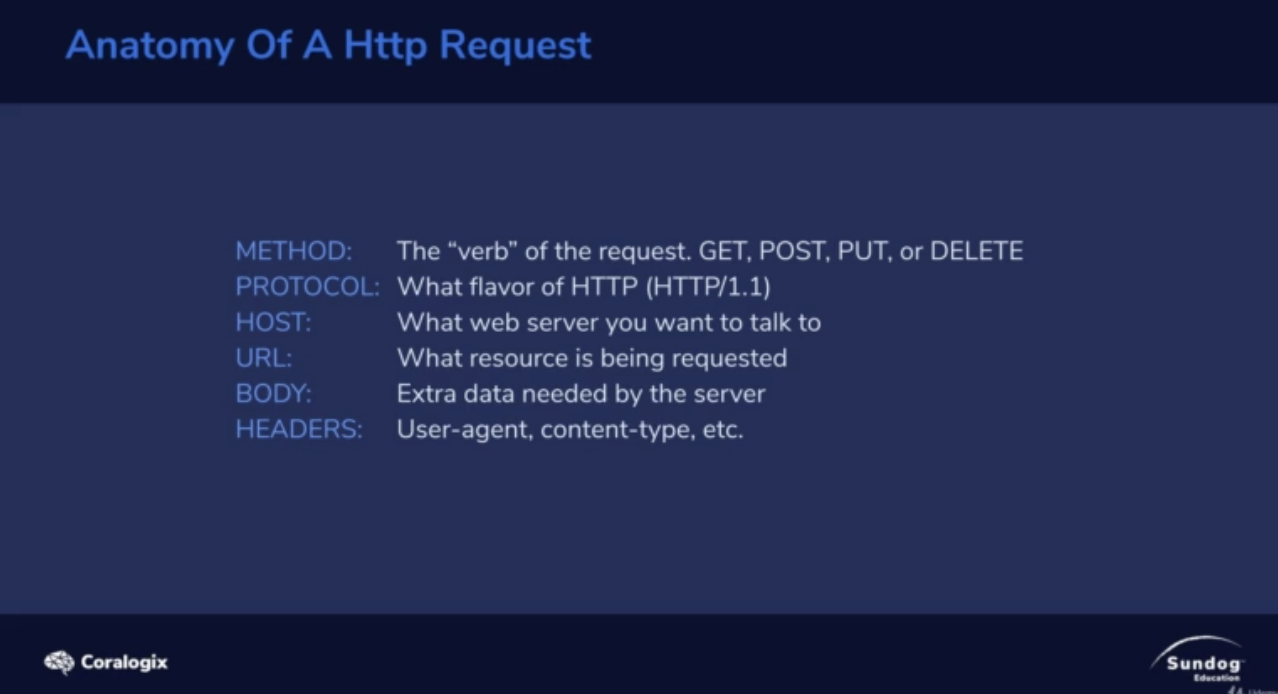 Anatomy Of A Http Request
METHOD: The “verb” of the request. GET, POST, PUT, or DELETE
PROTOCOL: What flavor of HTTP (HTTP/1.1)
HOST: What web server you want to talk to
URL: What resource is being requested
BODY: Extra data needed by the server
HEADERS: User-agent, content-type, etc.
Coralogix
Sundog
Education